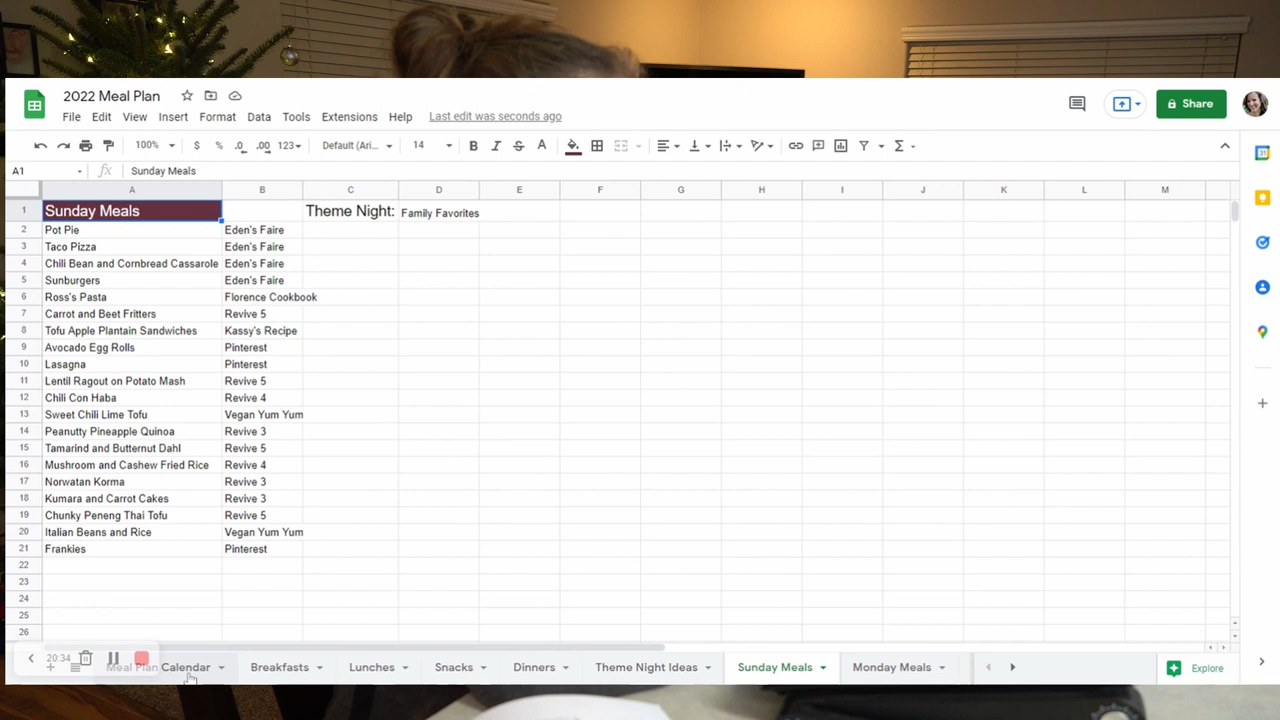 2022 Meal Plan
File Edit View Insert Format Data Tools Extensions Help Last edit was seconds ago
Share
100% $ % .0 .00 123 Default (Ari... 14 B I S A
A1 fx Sunday Meals
A B C D E F G H I J K L M
1 Sunday Meals Theme Night: Family Favorites
2 Pot Pie Eden's Faire
3 Taco Pizza Eden's Faire
4 Chili Bean and Cornbread Cassarole Eden's Faire
5 Sunburgers Eden's Faire
6 Ross's Pasta Florence Cookbook
7 Carrot and Beet Fritters Revive 5
8 Tofu Apple Plantain Sandwiches Kassy's Recipe
9 Avocado Egg Rolls Pinterest
10 Lasagna Pinterest
11 Lentil Ragout on Potato Mash Revive 5
12 Chili Con Haba Revive 4
13 Sweet Chili Lime Tofu Vegan Yum Yum
14 Peanutty Pineapple Quinoa Revive 3
15 Tamarind and Butternut Dahl Revive 5
16 Mushroom and Cashew Fried Rice Revive 4
17 Norwatan Korma Revive 3
18 Kumara and Carrot Cakes Revive 3
19 Chunky Peneng Thai Tofu Revive 5
20 Italian Beans and Rice Vegan Yum Yum
21 Frankies Pinterest
22
23
24
25
26
20:34
Meal Plan Calendar Breakfasts Lunches Snacks Dinners Theme Night Ideas Sunday Meals Monday Meals Explore